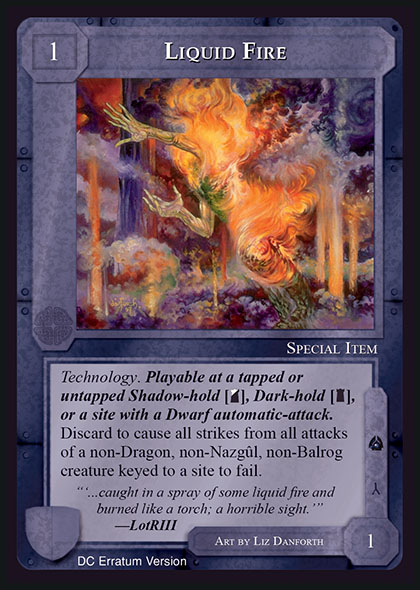 1
Liquid Fire
Special Item
Technology. Playable at a tapped or
untapped Shadow-hold [], Dark-hold [],
or a site with a Dwarf automatic-attack.
Discard to cause all strikes from all attacks
of a non-Dragon, non-Nazgûl, non-Balrog
creature keyed to a site to fail.
“‘...caught in a spray of some liquid fire and
burned like a torch; a horrible sight.’”
—LotRIII
Art by Liz Danforth
1
DC Erratum Version